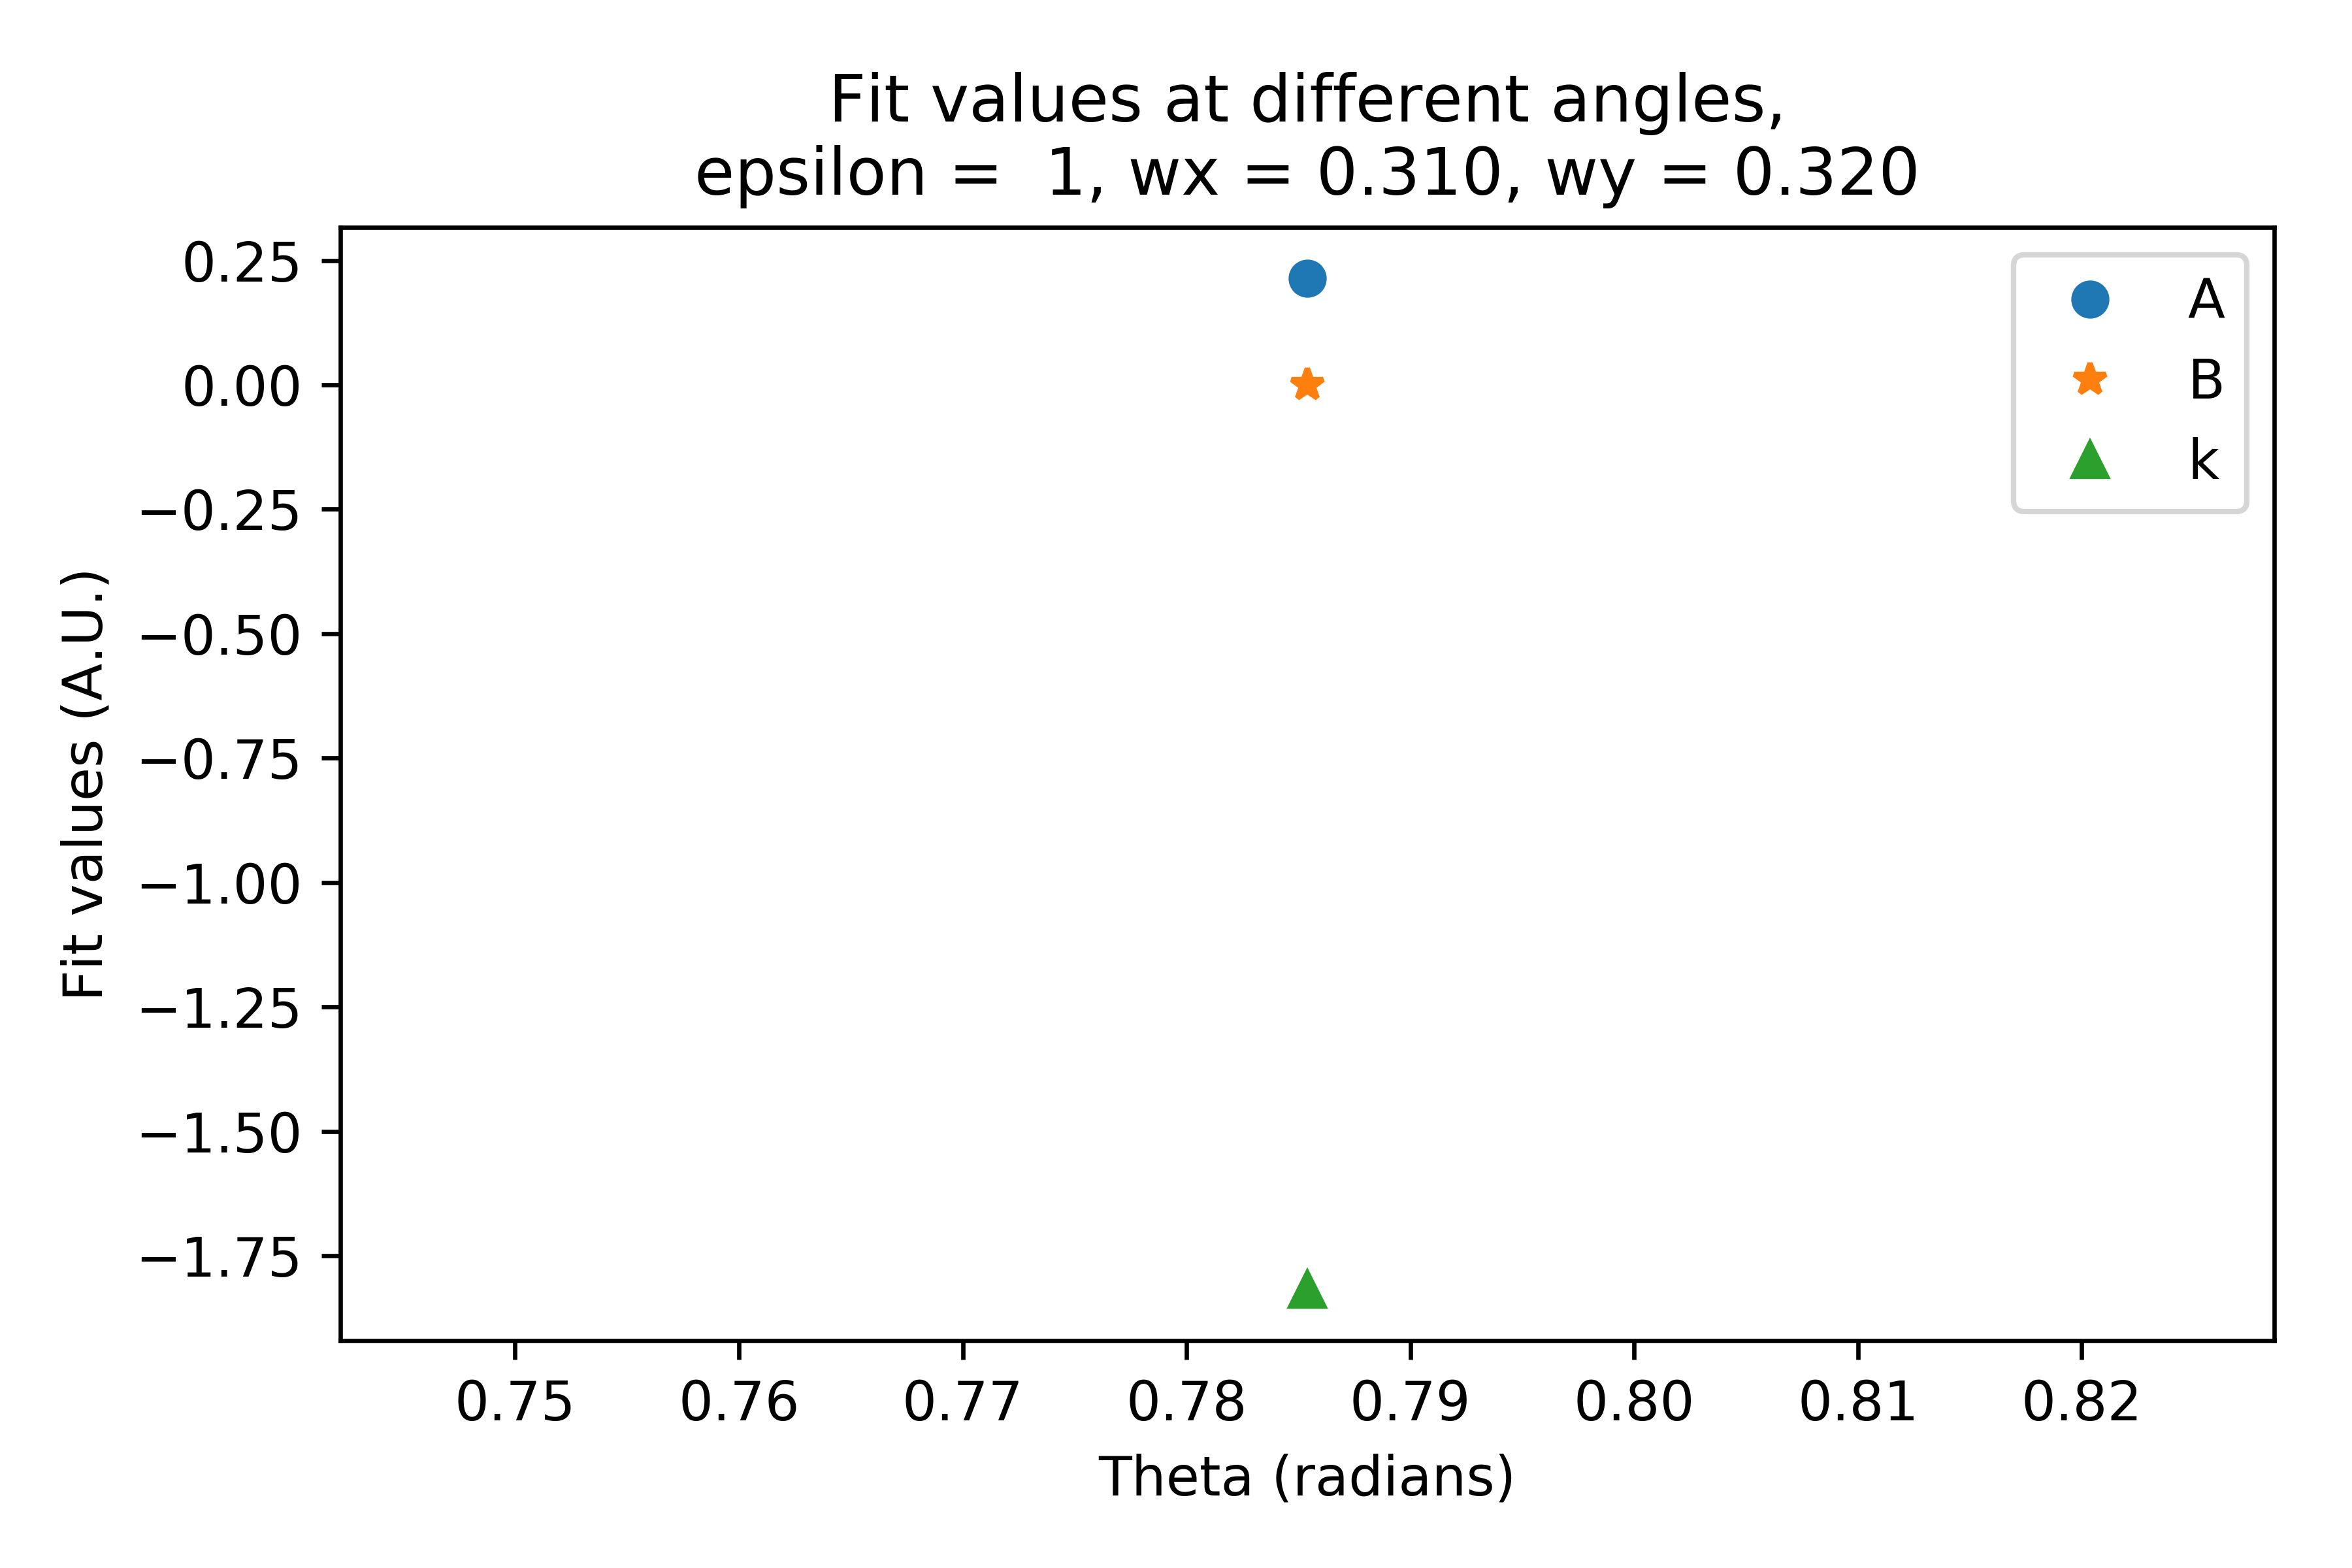 Fit values at different angles,
epsilon =  1, wx = 0.310, wy = 0.320
0.25
0.00
−0.25
−0.50
−0.75
−1.00
−1.25
−1.50
−1.75
Fit values (A.U.)
A
B
k
0.75 0.76 0.77 0.78 0.79 0.80 0.81 0.82
Theta (radians)